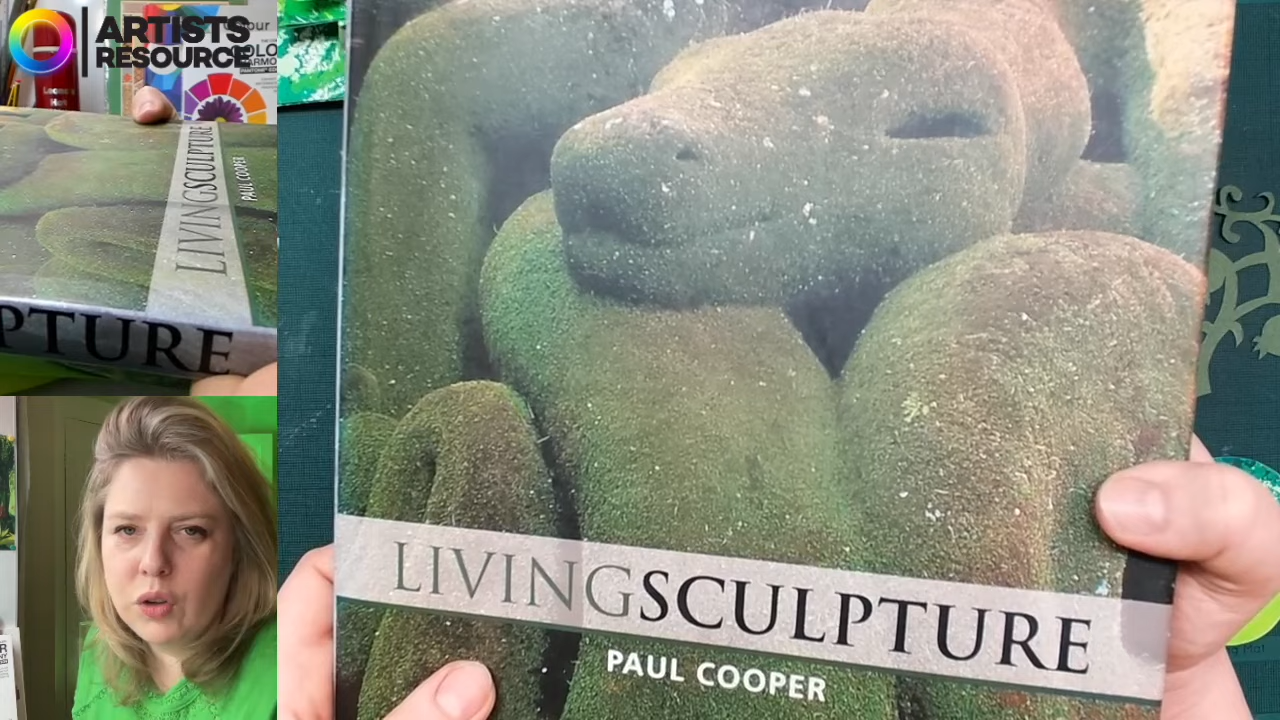 ARTISTS
RESOURCE
LIVINGSCULPTURE
PAUL COOPER
PTURE
LIVINGSCULPTURE
PAUL COOPER